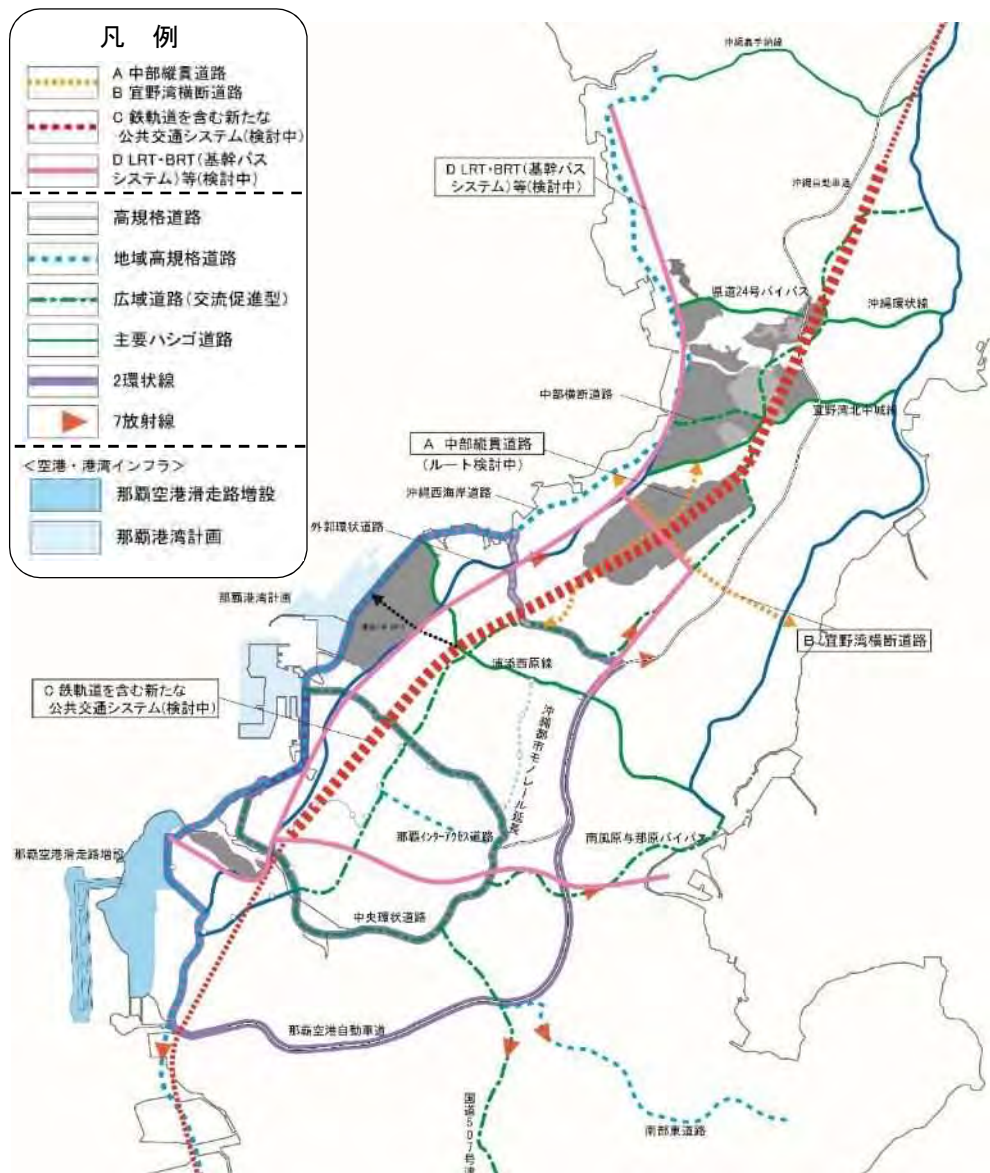 凡 例
A 中部縦貫道路
B 宜野湾横断道路
C 鉄軌道を含む新たな
公共交通システム(検討中)
D LRT・BRT(基幹バス
システム)等(検討中)
高規格道路
地域高規格道路
広域道路(交流促進型)
主要ハシゴ道路
2環状線
7放射線
<空港・港湾インフラ>
那覇空港滑走路増設
那覇港湾計画
沖縄嘉手納線
D LRT・BRT(基幹バス
システム)等(検討中)
沖縄自動車道
県道24号バイパス
沖縄環状線
中部横断道路
宜野湾北中城線
A 中部縦貫道路
(ルート検討中)
沖縄西海岸道路
外郭環状道路
那覇港湾計画
B 宜野湾横断道路
浦添西原線
C 鉄軌道を含む新たな
公共交通システム(検討中)
沖縄都市モノレール延長
那覇インターアクセス道路
南風原与那原バイパス
那覇空港滑走路増設
中央環状道路
那覇空港自動車道
国道507号
南部東道路